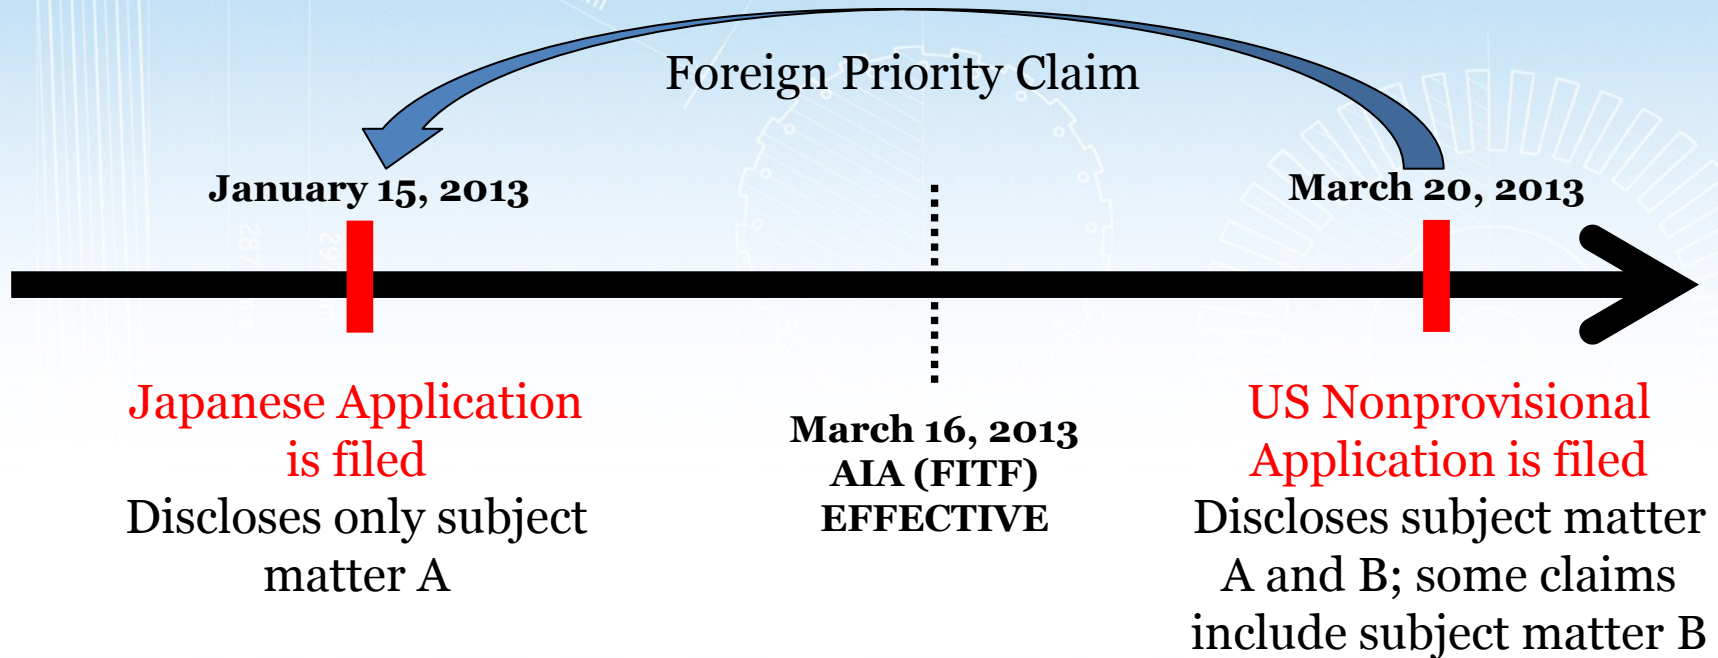 Foreign Priority Claim
January 15, 2013
March 20, 2013
Japanese Application
is filed
Discloses only subject
matter A
March 16, 2013
AIA (FITF)
EFFECTIVE
US Nonprovisional
Application is filed
Discloses subject matter
A and B; some claims
include subject matter B